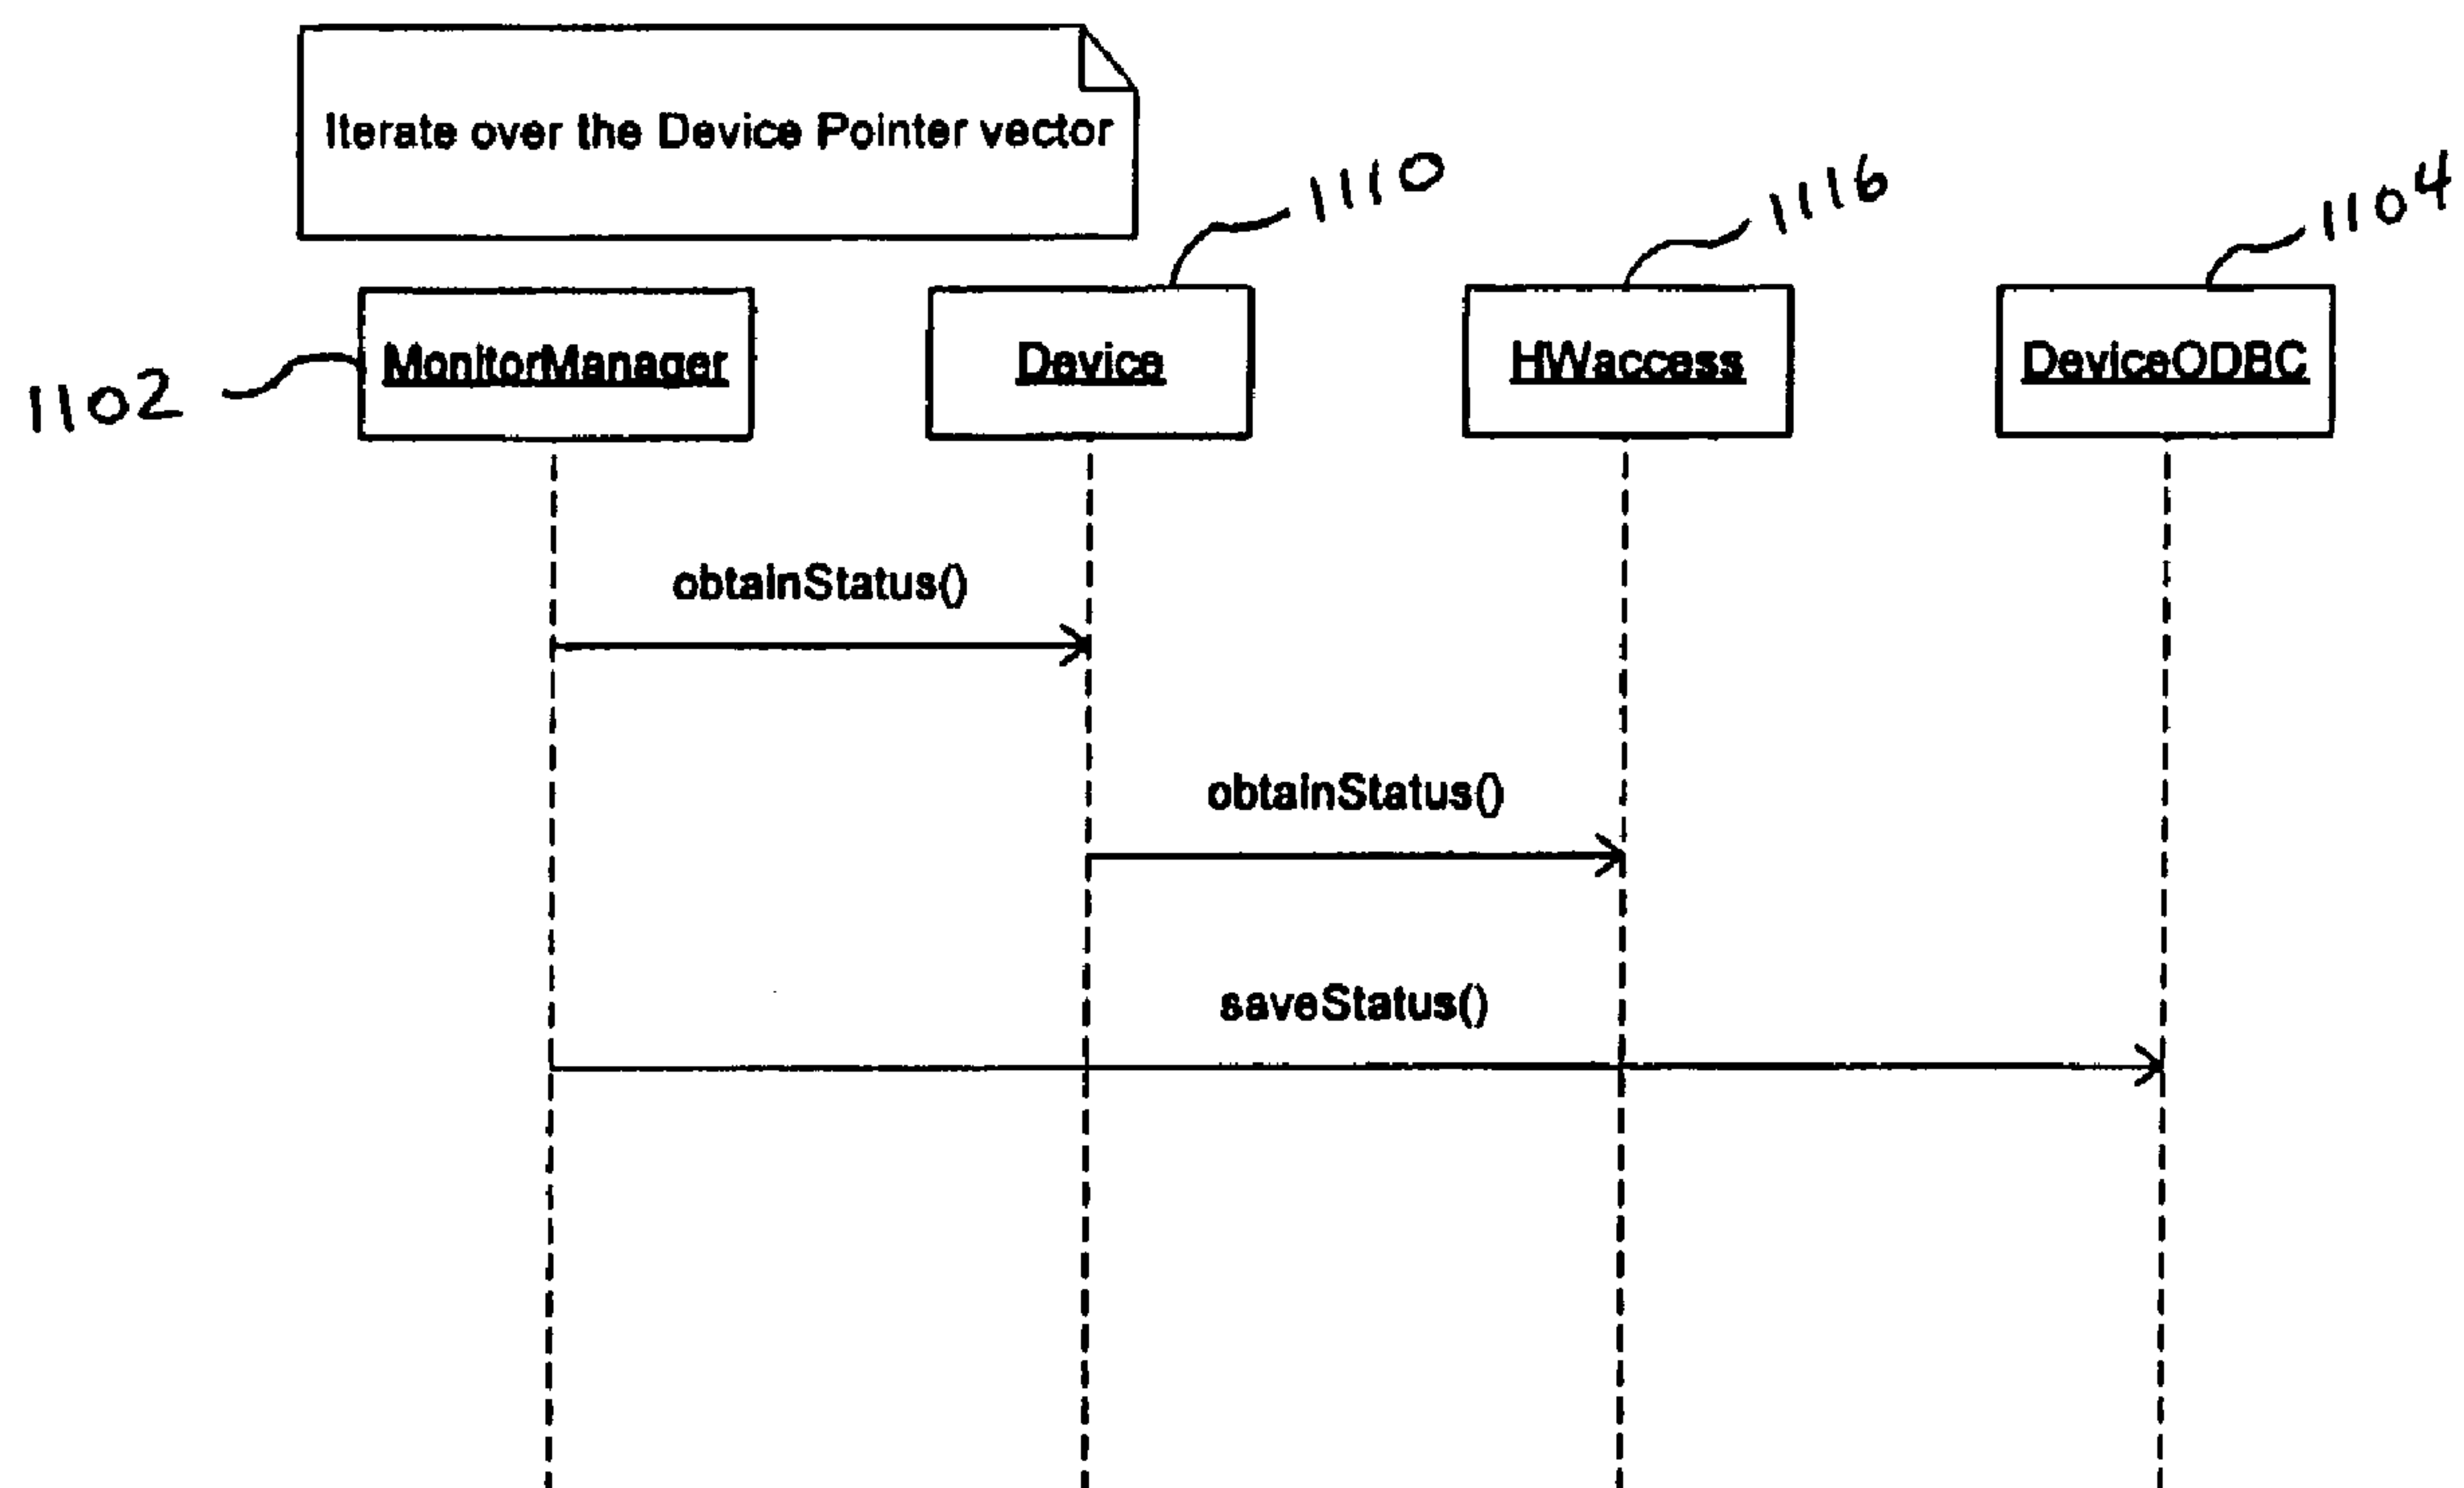 Iterate over the Device Pointer vector
1110
1116
1104
1102
MonitorManager
Device
HWaccess
DeviceODBC
obtainStatus()
obtainStatus()
saveStatus()